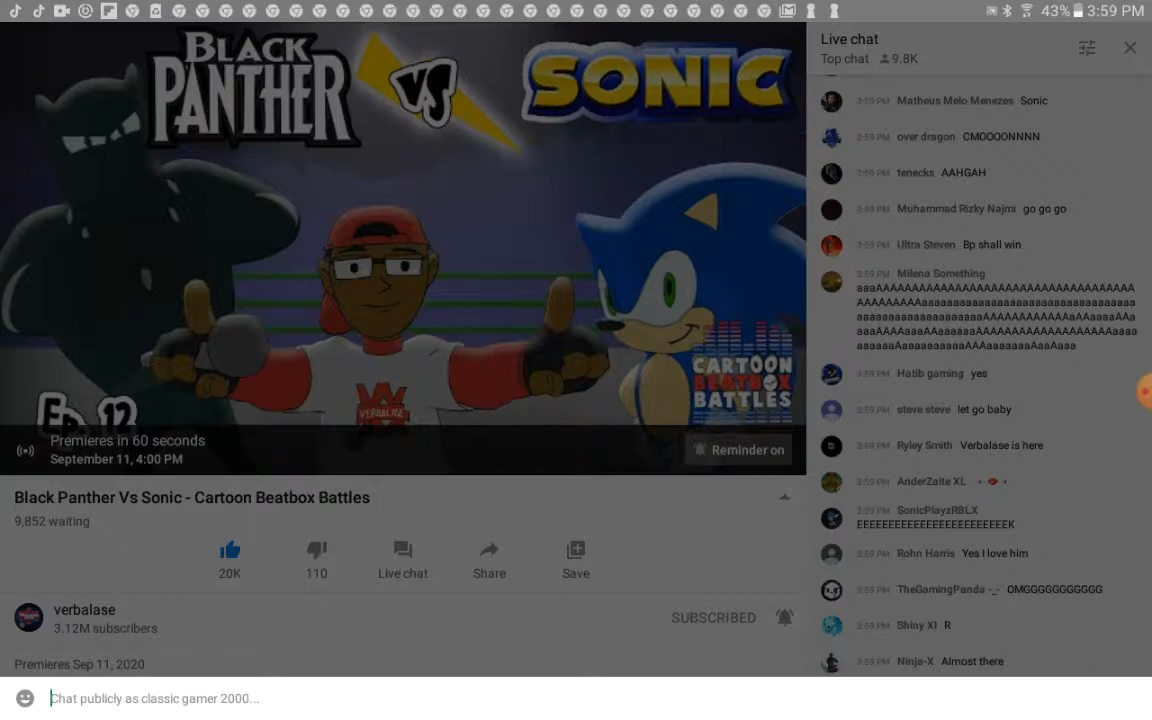 43% 3:59 PM
BLACK PANTHER VS SONIC
VERBALASE
CARTOON
BEATBOX
BATTLES
Ep. 12
Premieres in 60 seconds
September 11, 4:00 PM
Reminder on
Black Panther Vs Sonic - Cartoon Beatbox Battles
9,852 waiting
20K
110
Live chat
Share
Save
verbalase
3.12M subscribers
SUBSCRIBED
Premieres Sep 11, 2020
Live chat
Top chat 9.8K
3:59 PM Matheus Melo Menezes Sonic
3:59 PM over dragon CMOOOONNNN
3:59 PM tenecks AAHGAH
3:59 PM Muhammad Rizky Najmi go go go
3:59 PM Ultra Steven Bp shall win
3:59 PM Milena Something
3:59 PM Hatib gaming yes
3:59 PM steve steve let go baby
3:59 PM Ryley Smith Verbalase is here
3:59 PM AnderZaite XL
3:59 PM SonicPlayzRBLX
EEEEEEEEEEEEEEEEEEEEEEEEK
3:59 PM Rohn Harris Yes I love him
3:59 PM TheGamingPanda -_- OMGGGGGGGGGG
3:59 PM Shiny XI R
3:59 PM Ninja-X Almost there
Chat publicly as classic gamer 2000...